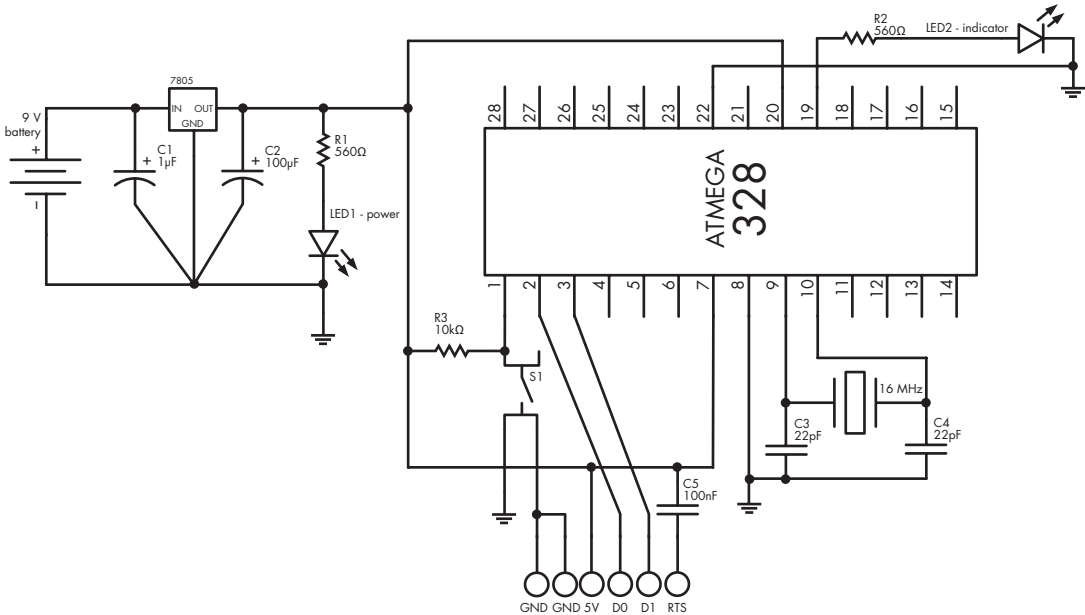 R2
560Ω
LED2 - indicator
7805
IN OUT
GND
9 V
battery
+
–
+
C1
1µF
+
C2
100µF
R1
560Ω
LED1 - power
28 27 26 25 24 23 22 21 20 19 18 17 16 15
ATMEGA
328
1 2 3 4 5 6 7 8 9 10 11 12 13 14
R3
10kΩ
S1
16 MHz
C3
22pF
C4
22pF
C5
100nF
GND GND 5V D0 D1 RTS